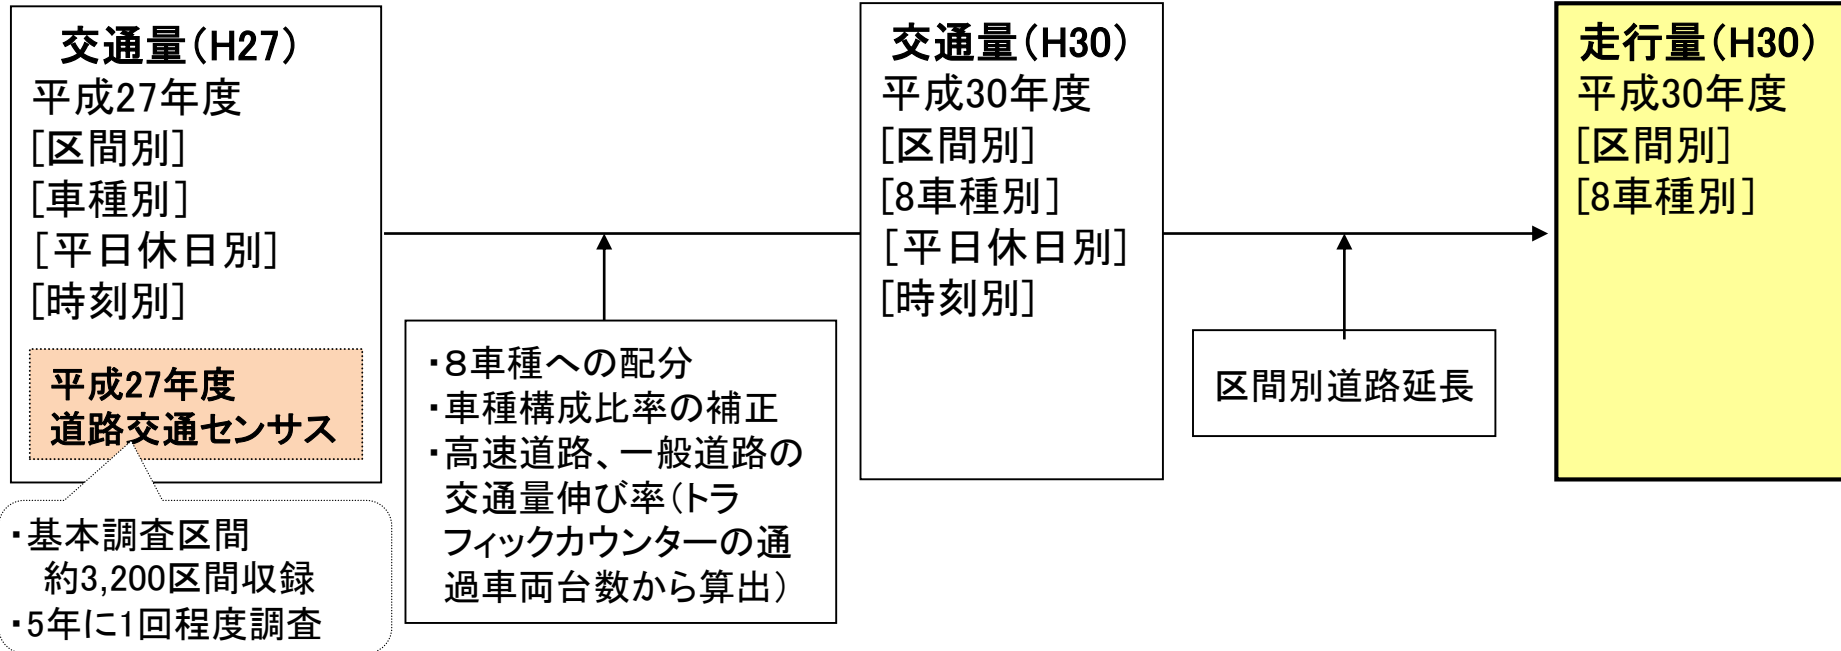 交通量(H27)
平成27年度
[区間別]
[車種別]
[平日休日別]
[時刻別]
平成27年度
道路交通センサス
・基本調査区間
約3,200区間収録
・5年に1回程度調査
・８車種への配分
・車種構成比率の補正
・高速道路、一般道路の
交通量伸び率(トラ
フィックカウンターの通
過車両台数から算出)
交通量(H30)
平成30年度
[区間別]
[8車種別]
[平日休日別]
[時刻別]
区間別道路延長
走行量(H30)
平成30年度
[区間別]
[8車種別]